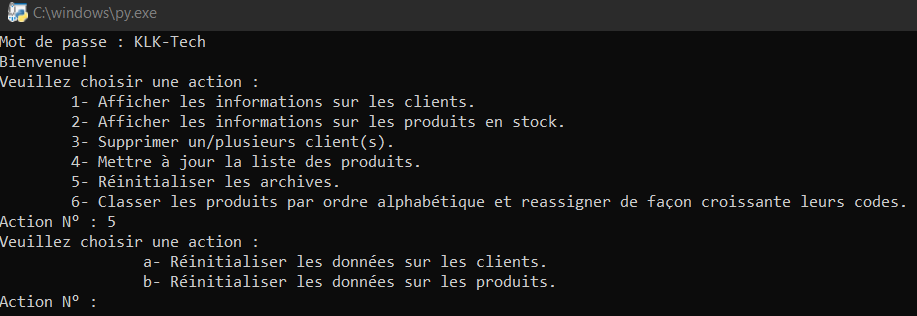 C:\windows\py.exe
Mot de passe : KLK-Tech
Bienvenue!
Veuillez choisir une action :
1- Afficher les informations sur les clients.
2- Afficher les informations sur les produits en stock.
3- Supprimer un/plusieurs client(s).
4- Mettre à jour la liste des produits.
5- Réinitialiser les archives.
6- Classer les produits par ordre alphabétique et reassigner de façon croissante leurs codes.
Action N° : 5
Veuillez choisir une action :
a- Réinitialiser les données sur les clients.
b- Réinitialiser les données sur les produits.
Action N° :